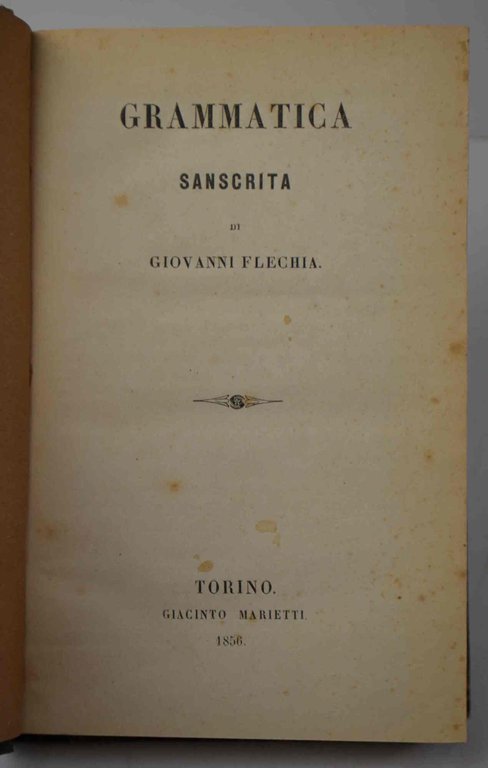 GRAMMATICA
SANSCRITA
DI
GIOVANNI FLECHIA.
TORINO.
GIACINTO MARIETTI.
1856.